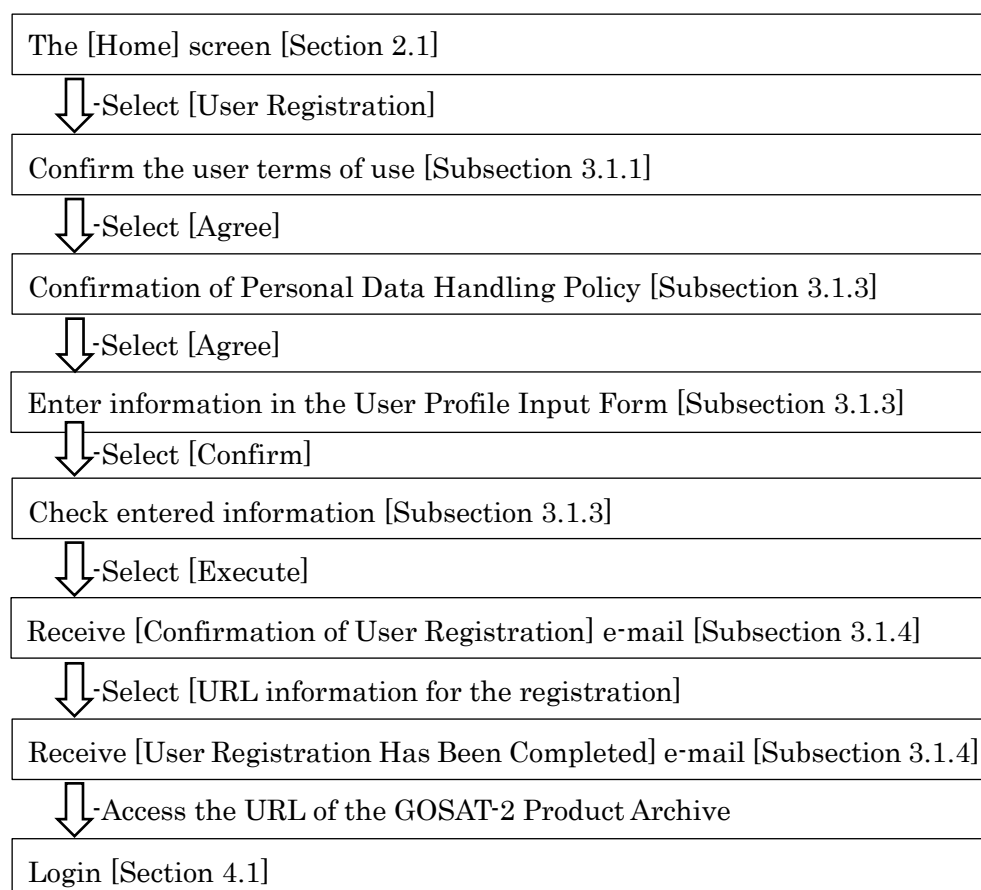 The [Home] screen [Section 2.1]
-Select [User Registration]
Confirm the user terms of use [Subsection 3.1.1]
-Select [Agree]
Confirmation of Personal Data Handling Policy [Subsection 3.1.3]
-Select [Agree]
Enter information in the User Profile Input Form [Subsection 3.1.3]
-Select [Confirm]
Check entered information [Subsection 3.1.3]
-Select [Execute]
Receive [Confirmation of User Registration] e-mail [Subsection 3.1.4]
-Select [URL information for the registration]
Receive [User Registration Has Been Completed] e-mail [Subsection 3.1.4]
-Access the URL of the GOSAT-2 Product Archive
Login [Section 4.1]